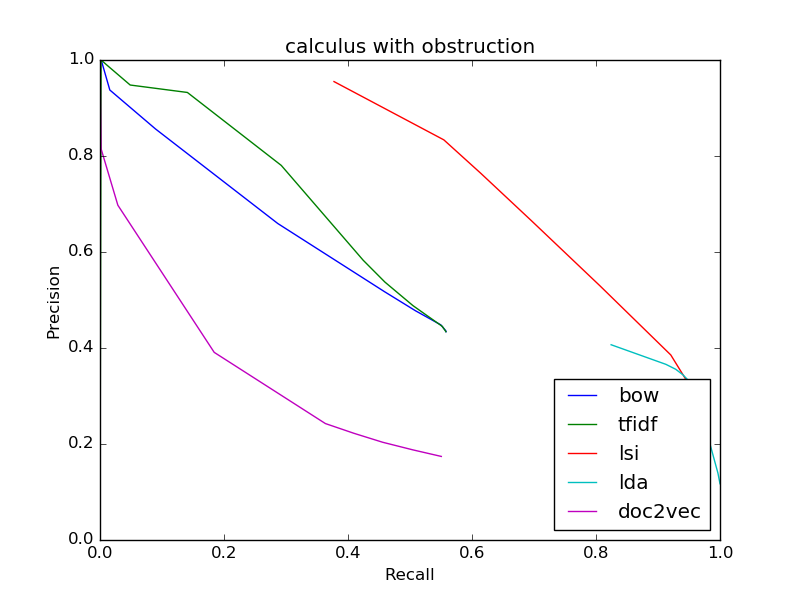 calculus with obstruction
Precision
1.0
0.8
0.6
0.4
0.2
0.0
bow
tfidf
lsi
lda
doc2vec
0.0 0.2 0.4 0.6 0.8 1.0
Recall